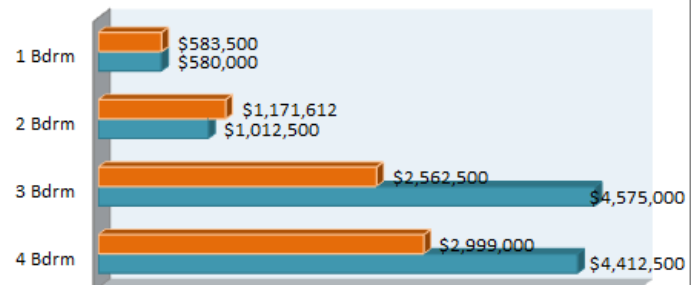 1 Bdrm
$583,500
$580,000
2 Bdrm
$1,171,612
$1,012,500
3 Bdrm
$2,562,500
$4,575,000
4 Bdrm
$2,999,000
$4,412,500